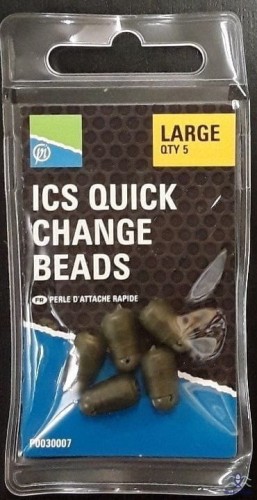 LARGE
QTY 5
ICS QUICK
CHANGE
BEADS
FR PERLE D'ATTACHE RAPIDE
P0030007